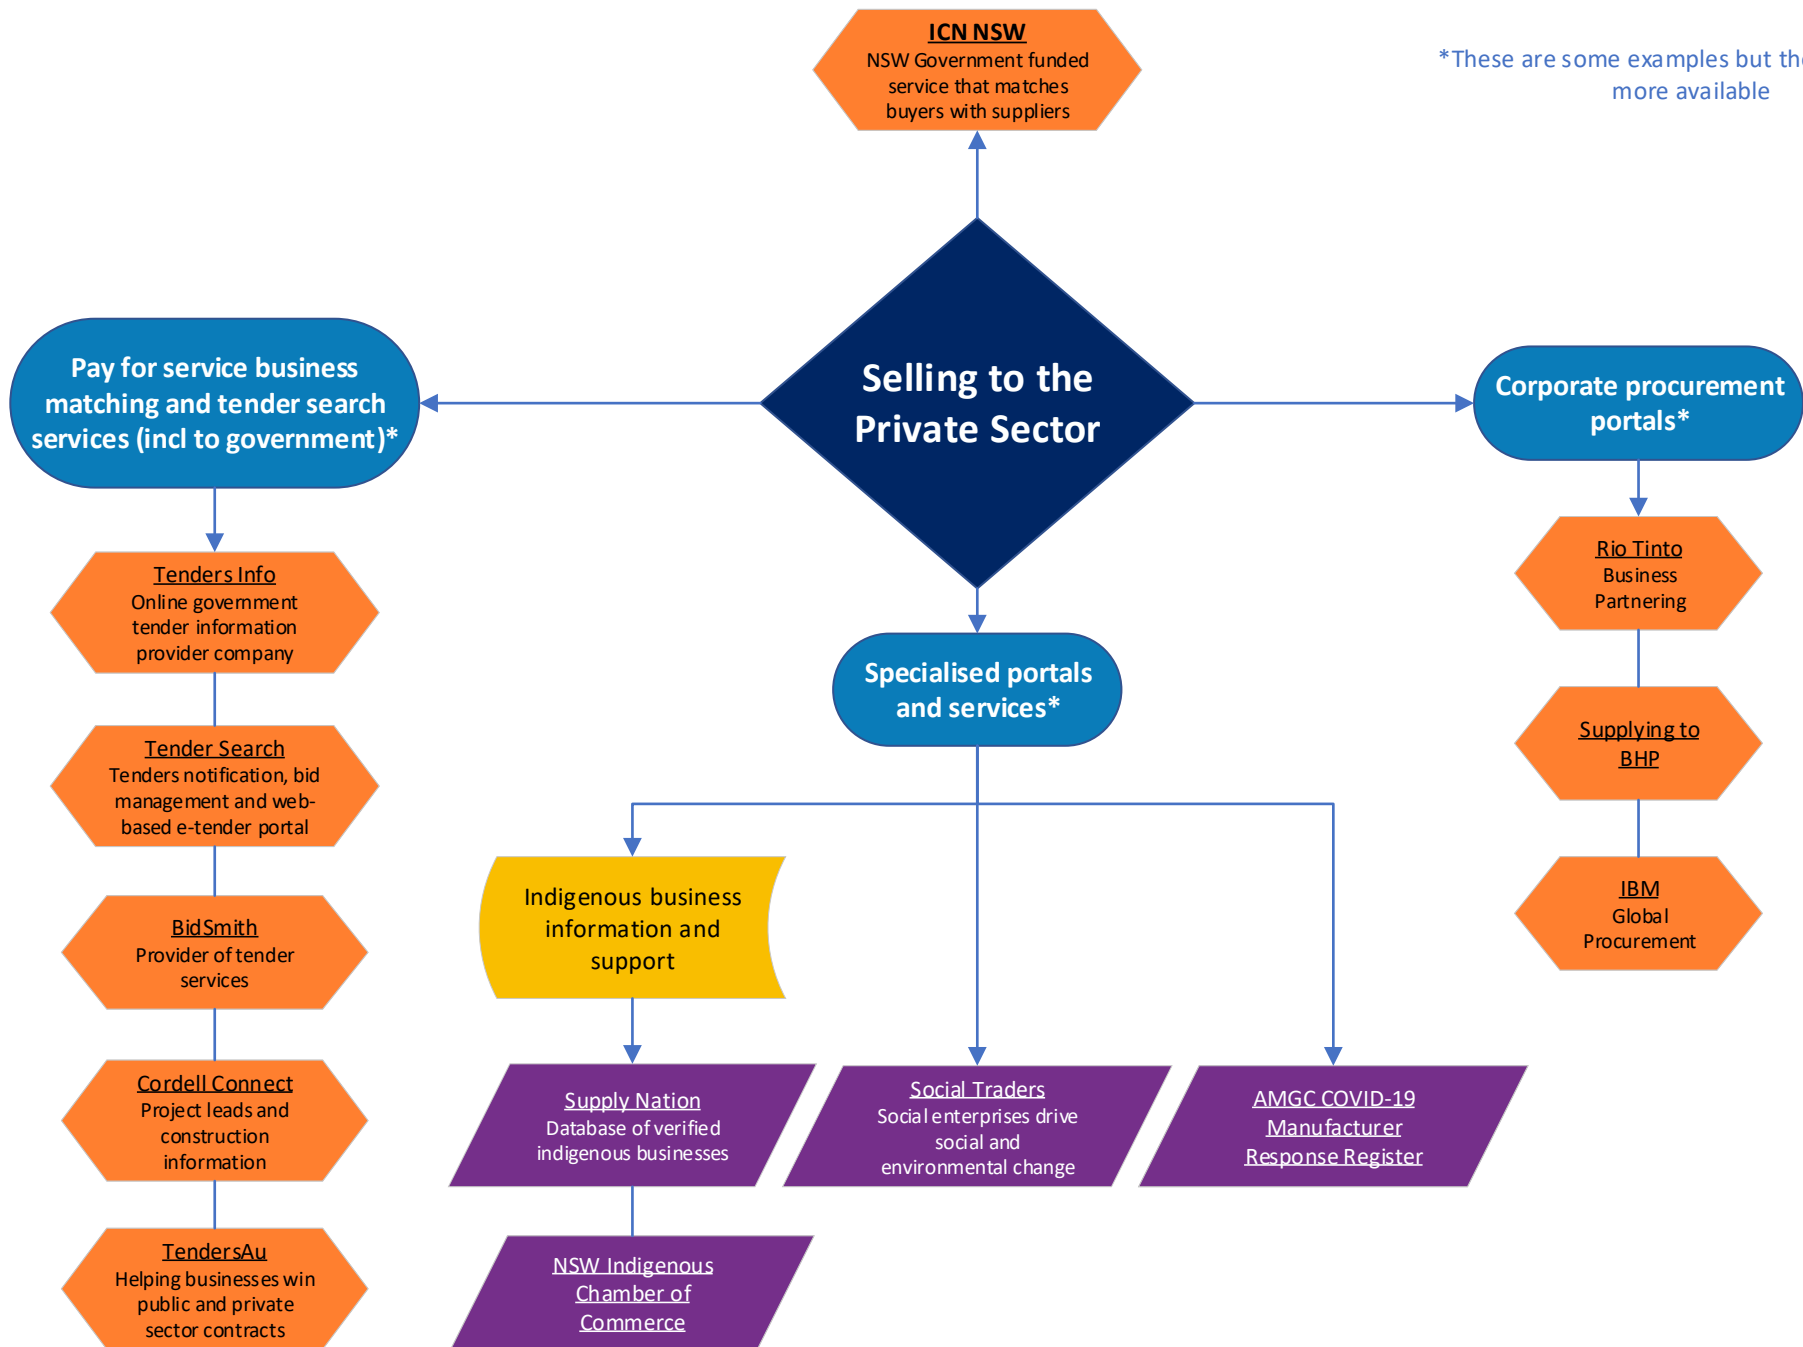 ICN NSW
NSW Government funded
service that matches
buyers with suppliers
*These are some examples but
more available
Selling to the
Private Sector
Pay for service business
matching and tender search
services (incl to government)*
Corporate procurement
portals*
Tenders Info
Online government
tender information
provider company
Tender Search
Tenders notification, bid
management and web-
based e-tender portal
BidSmith
Provider of tender
services
Cordell Connect
Project leads and
construction
information
TendersAu
Helping businesses win
public and private
sector contracts
Specialised portals
and services*
Indigenous business
information and
support
Supply Nation
Database of verified
indigenous businesses
NSW Indigenous
Chamber of
Commerce
Social Traders
Social enterprises drive
social and
environmental change
AMGC COVID-19
Manufacturer
Response Register
Rio Tinto
Business
Partnering
Supplying to
BHP
IBM
Global
Procurement